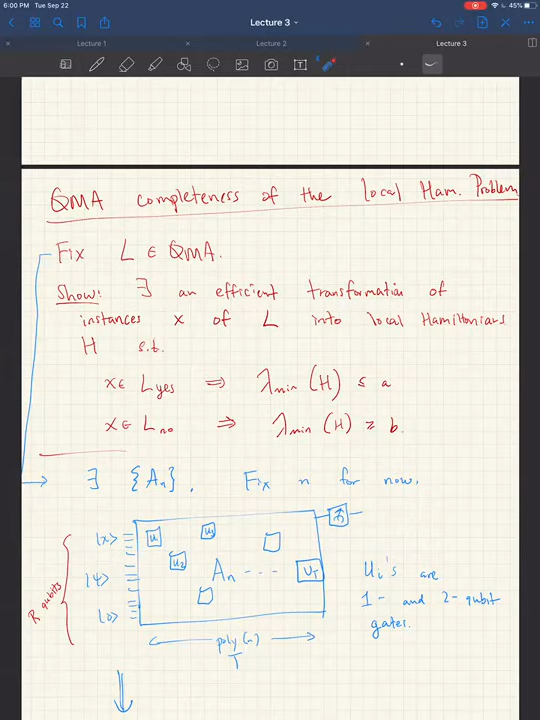 6:00 PM Tue Sep 22
45%
Lecture 3
Lecture 1
Lecture 2
Lecture 3
QMA completeness of the local Ham. Problem
Fix L ∈ QMA.
Show: ∃ an efficient transformation of
instances x of L into local Hamiltonians
H s.t.
x ∈ Lyes ⇒ λmin (H) ≤ a
x ∈ Lno ⇒ λmin (H) ≥ b.
∃ {An}. Fix n for now.
|x>
|ψ>
|0>
R qubits
U
U2
U3
An - - -
UT
poly(n)
T
Ui's are
1- and 2-qubit
gates.